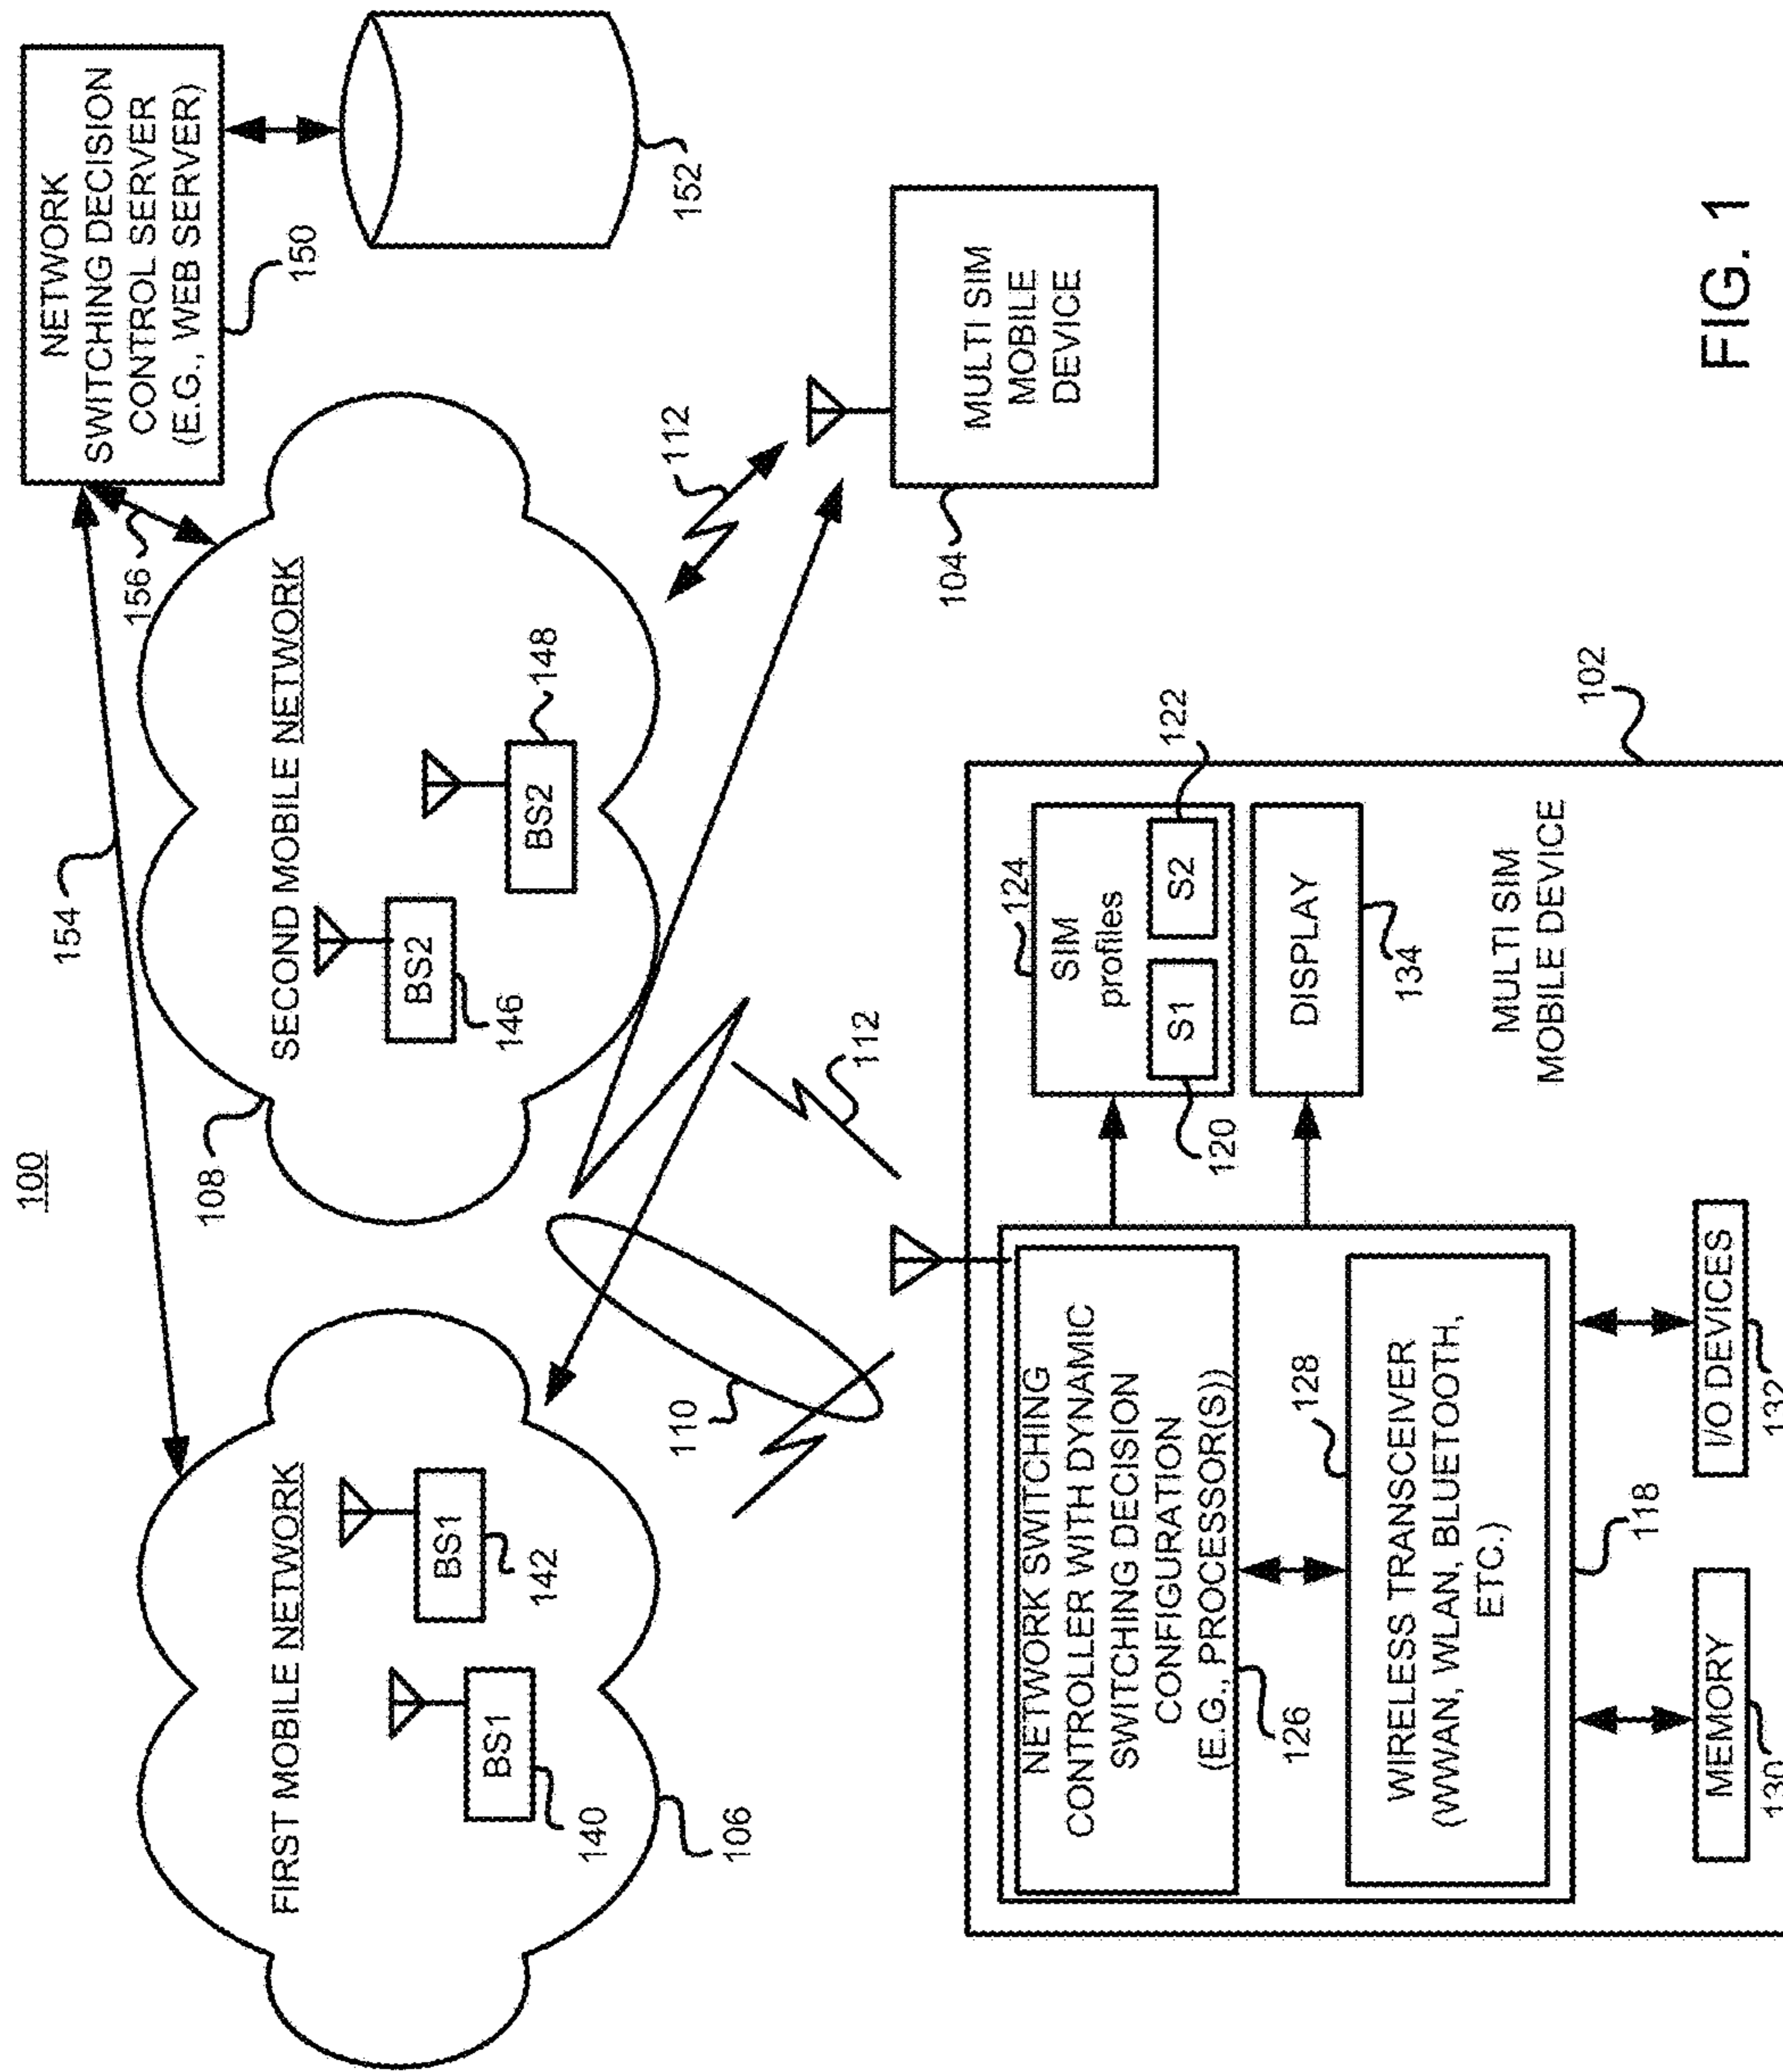 100
154
NETWORK
SWITCHING DECISION
CONTROL SERVER
(E.G., WEB SERVER)
156
150
152
FIRST MOBILE NETWORK
BS1
142
BS1
140
106
108
SECOND MOBILE NETWORK
BS2
146
BS2
148
110
112
112
MULTI SIM
MOBILE
DEVICE
104
NETWORK SWITCHING
CONTROLLER WITH DYNAMIC
SWITCHING DECISION
CONFIGURATION
(E.G., PROCESSOR(S))
126
128
WIRELESS TRANSCEIVER
(WWAN, WLAN, BLUETOOTH,
ETC.)
118
124
SIM
profiles
S1
S2
120
122
DISPLAY
134
MULTI SIM
MOBILE DEVICE
102
MEMORY
130
I/O DEVICES
132
FIG. 1